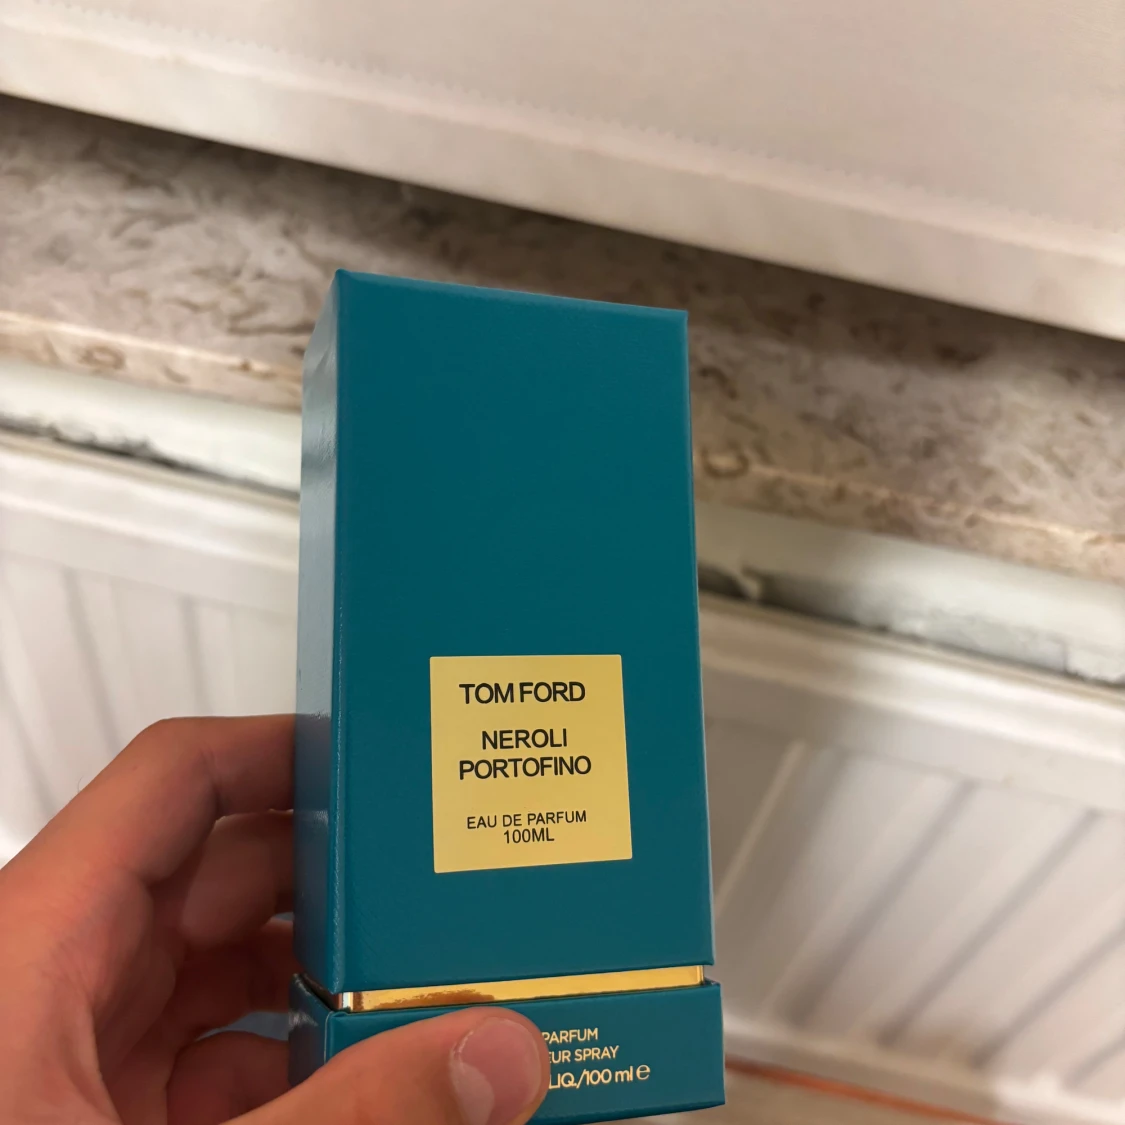 TOM FORD
NEROLI
PORTOFINO
EAU DE PARFUM
100ML
PARFUM
EUR SPRAY
LIQ./100 ml ℮